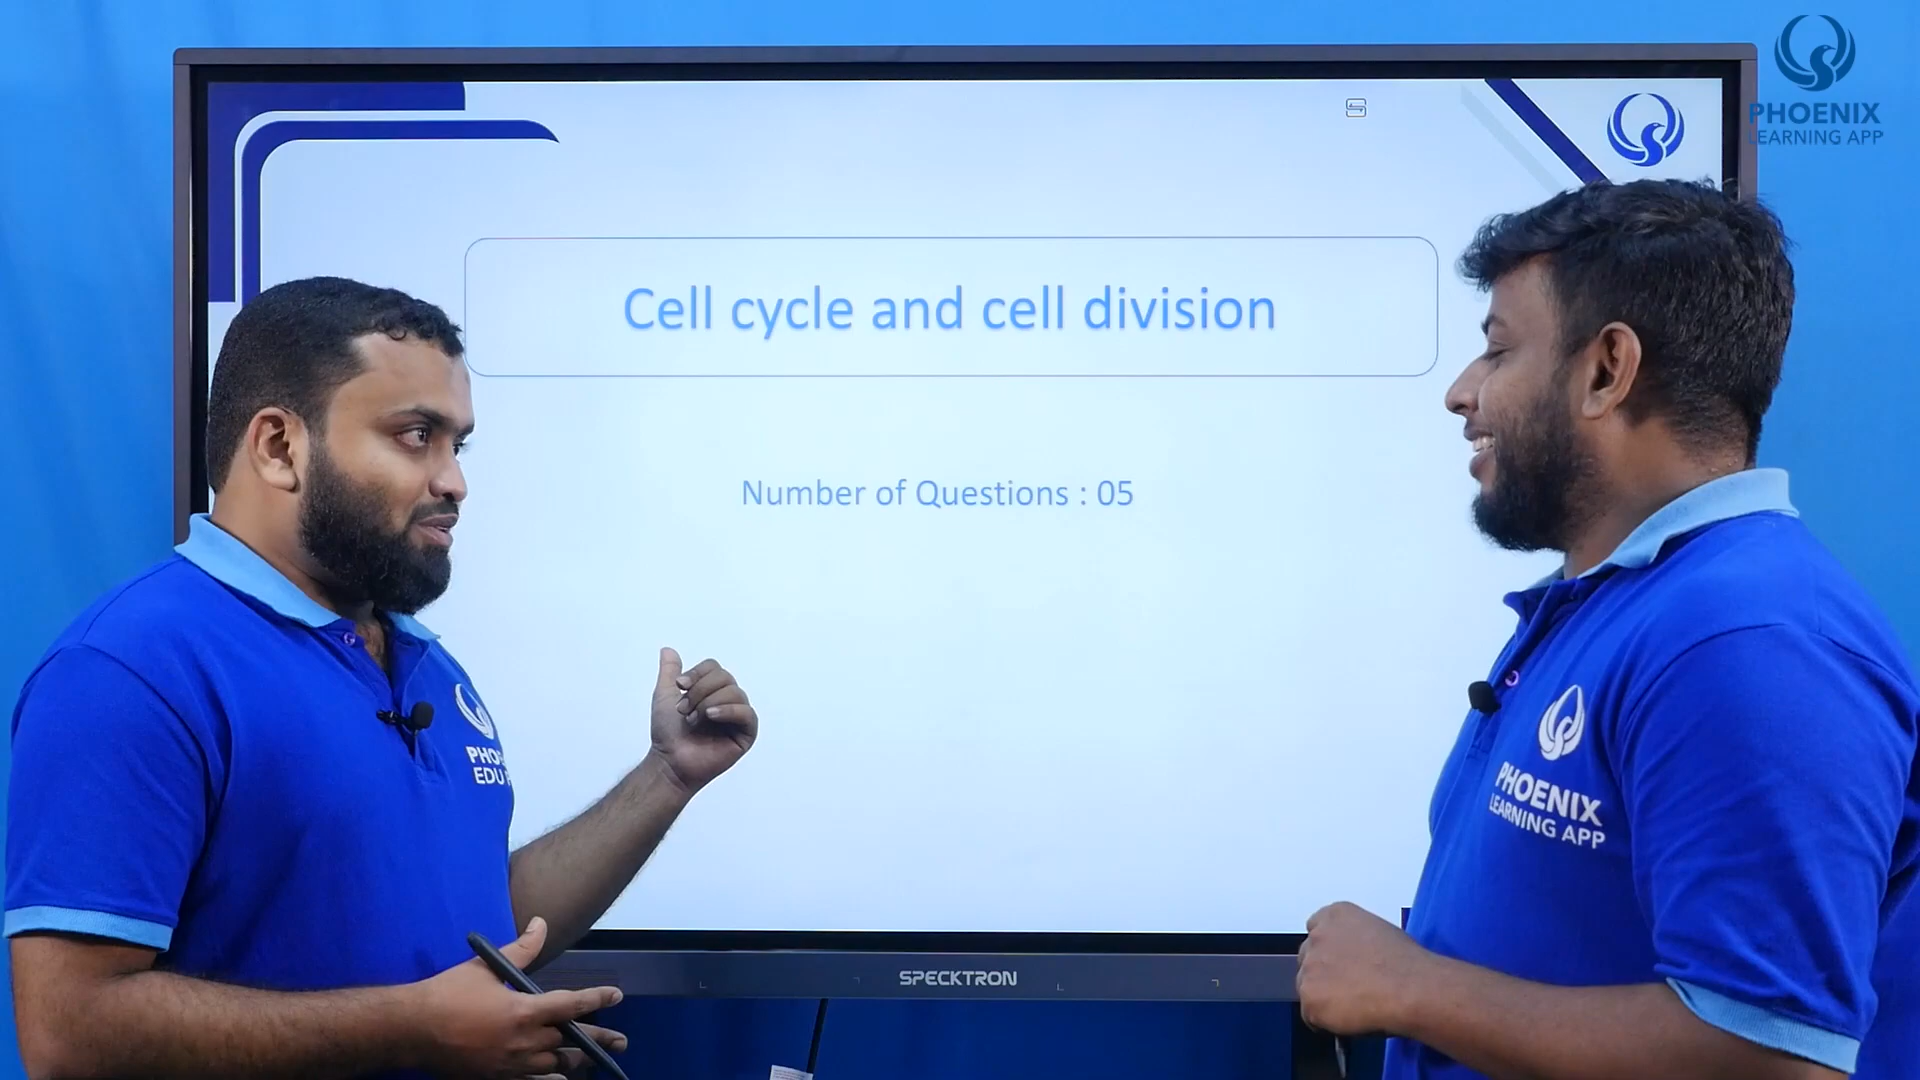 PHOENIX
LEARNING APP
Cell cycle and cell division
Number of Questions : 05
PHOENIX
LEARNING APP
SPECKTRON